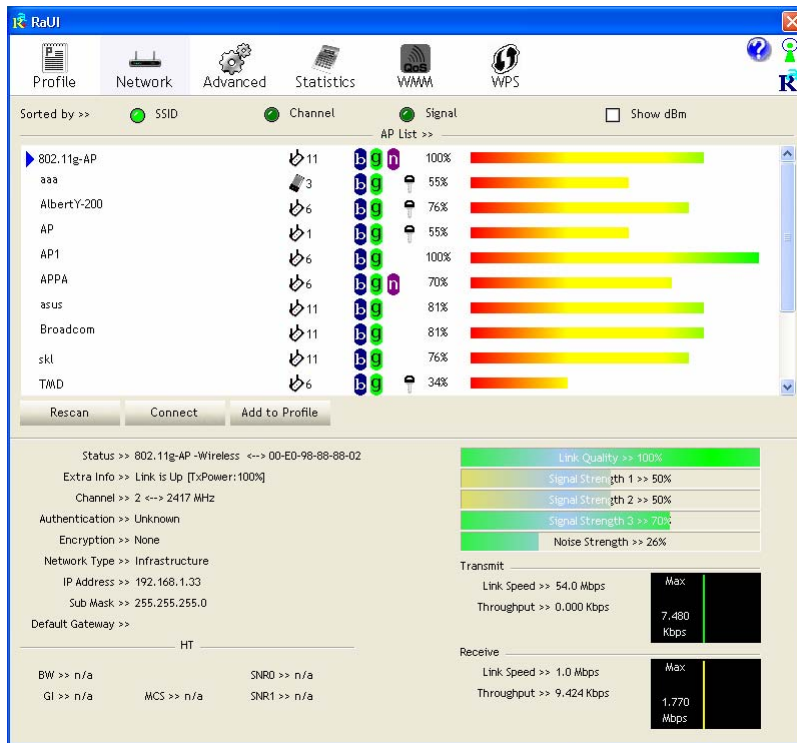 RaUI
Profile Network Advanced Statistics QoS WMM WPS
Sorted by >> SSID Channel Signal Show dBm
AP List >>
802.11g-AP 11 b g n 100%
aaa 3 b g 55%
AlbertY-200 6 b g 76%
AP 1 b g 55%
AP1 6 b g 100%
APPA 6 b g n 70%
asus 11 b g 81%
Broadcom 11 b g 81%
skl 11 b g 76%
TMD 6 b g 34%
Rescan Connect Add to Profile
Status >> 802.11g-AP -Wireless <--> 00-E0-98-88-88-02
Extra Info >> Link is Up [TxPower:100%]
Channel >> 2 <--> 2417 MHz
Authentication >> Unknown
Encryption >> None
Network Type >> Infrastructure
IP Address >> 192.168.1.33
Sub Mask >> 255.255.255.0
Default Gateway >>
HT
BW >> n/a SNR0 >> n/a
GI >> n/a MCS >> n/a SNR1 >> n/a
Link Quality >> 100%
Signal Strength 1 >> 50%
Signal Strength 2 >> 50%
Signal Strength 3 >> 70%
Noise Strength >> 26%
Transmit
Link Speed >> 54.0 Mbps
Throughput >> 0.000 Kbps
Max
7.480
Kbps
Receive
Link Speed >> 1.0 Mbps
Throughput >> 9.424 Kbps
Max
1.770
Mbps